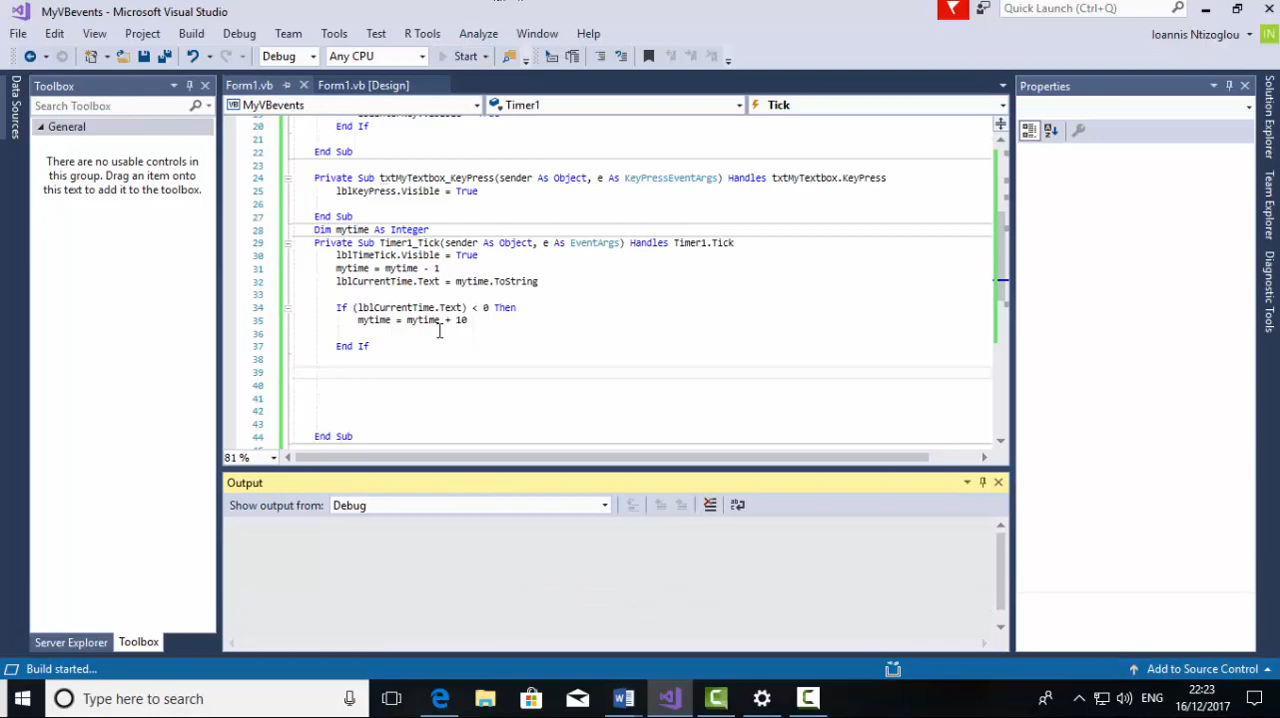 MyVBevents - Microsoft Visual Studio
Quick Launch (Ctrl+Q)
File Edit View Project Build Debug Team Tools Test R Tools Analyze Window Help
Ioannis Ntizoglou IN
Debug Any CPU Start
Data Sources
Toolbox
Search Toolbox
General
There are no usable controls in
this group. Drag an item onto
this text to add it to the toolbox.
Server Explorer Toolbox
Form1.vb Form1.vb [Design]
MyVBevents Timer1 Tick
20 End If
21
22 End Sub
23
24 Private Sub txtMyTextbox_KeyPress(sender As Object, e As KeyPressEventArgs) Handles txtMyTextbox.KeyPress
25 lblKeyPress.Visible = True
26
27 End Sub
28 Dim mytime As Integer
29 Private Sub Timer1_Tick(sender As Object, e As EventArgs) Handles Timer1.Tick
30 lblTimeTick.Visible = True
31 mytime = mytime - 1
32 lblCurrentTime.Text = mytime.ToString
33
34 If (lblCurrentTime.Text) < 0 Then
35 mytime = mytime + 10
36
37 End If
38
39
40
41
42
43
44 End Sub
81 %
Output
Show output from: Debug
Properties
Solution Explorer
Team Explorer
Diagnostic Tools
Build started...
Add to Source Control
Type here to search
ENG
22:23
16/12/2017